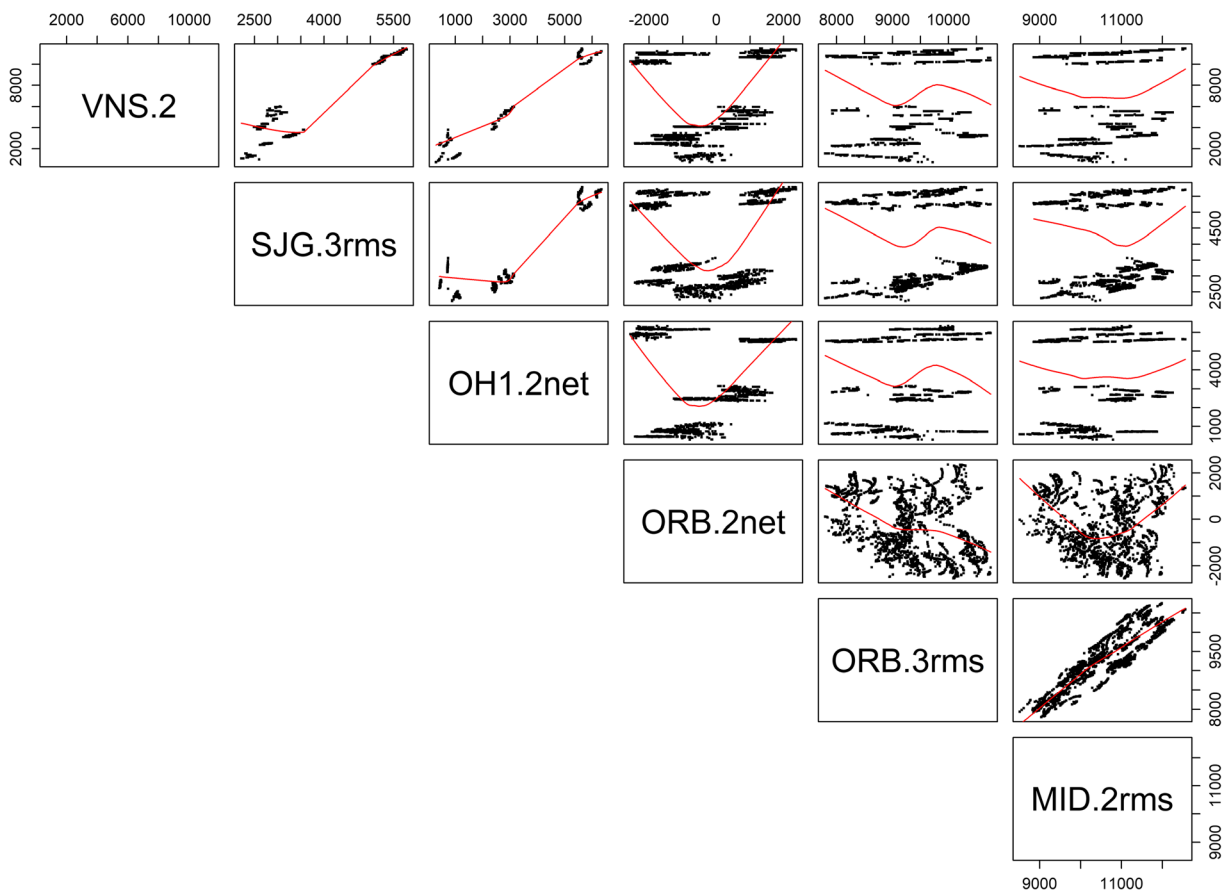 2000 6000 10000 2500 4000 5500 1000 3000 5000 -2000 0 2000 8000 9000 10000 9000 11000
VNS.2 2000 8000
SJG.3rms 2500 4500
OH1.2net 1000 4000
ORB.2net -2000 0 2000
ORB.3rms 8000 9500
MID.2rms 9000 11000
9000 11000